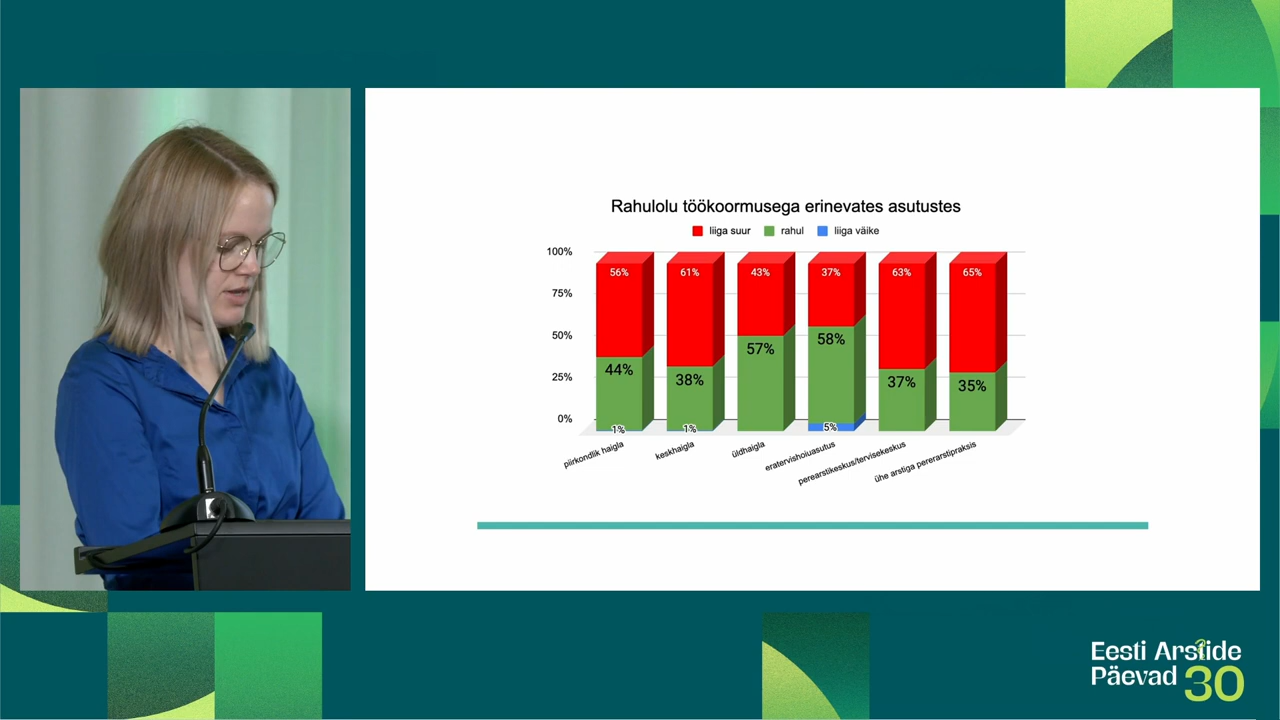 Rahulolu töökoormusega erinevates asutustes
liiga suur rahul liiga väike
100%
75%
50%
25%
0%
56% 61% 43% 37% 63% 65%
44% 38% 57% 58% 37% 35%
1% 1% 5%
piirkondlik haigla
keskhaigla
üldhaigla
eratervishoiuasutus
perearstikeskus/tervisekeskus
ühe arstiga pererarstipraksis
Eesti Arstide
Päevad 30